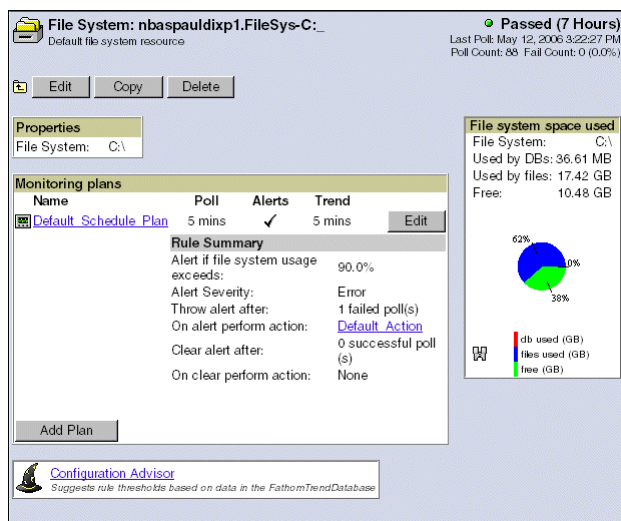 File System: nbaspauldixp1.FileSys-C:_
Default file system resource
Passed (7 Hours)
Last Poll: May 12, 2006 3:22:27 PM
Poll Count: 88 Fail Count: 0 (0.0%)
Edit Copy Delete
Properties
File System: C:\
File system space used
File System: C:\
Used by DBs: 36.61 MB
Used by files: 17.42 GB
Free: 10.48 GB
62%
0%
38%
db used (GB)
files used (GB)
free (GB)
Monitoring plans
Name Poll Alerts Trend
Default_Schedule_Plan 5 mins ✓ 5 mins Edit
Rule Summary
Alert if file system usage
exceeds: 90.0%
Alert Severity: Error
Throw alert after: 1 failed poll(s)
On alert perform action: Default_Action
Clear alert after: 0 successful poll
(s)
On clear perform action: None
Add Plan
Configuration Advisor
Suggests rule thresholds based on data in the FathomTrendDatabase